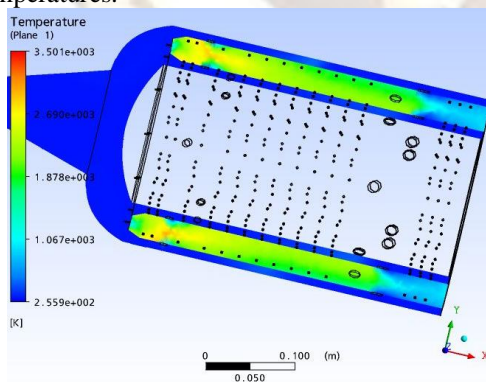 mperatures.
Temperature
(Plane 1)
3.501e+003
2.690e+003
1.878e+003
1.067e+003
2.559e+002
[K]
Y
Z
X
0 0.100 (m)
0.050